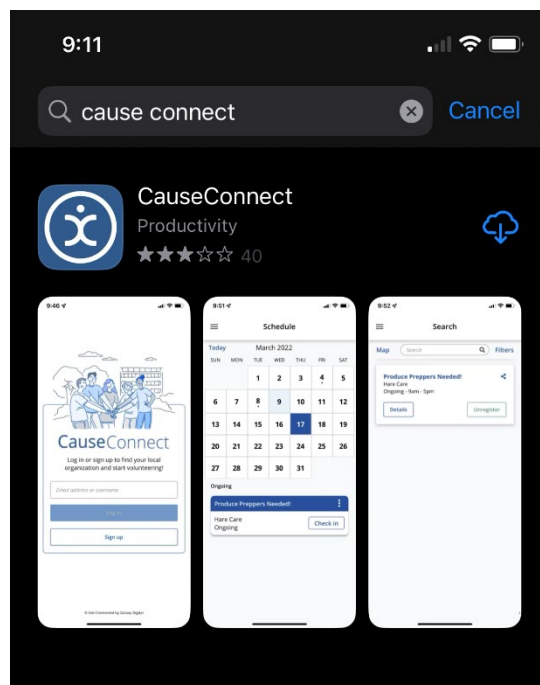 9:11
cause connect
Cancel
CauseConnect
Productivity
40
9:46
CauseConnect
Log in or sign up to find your local
organization and start volunteering!
Email address or username
Log in
Sign up
A Site Connected by Galaxy Digital
9:51
Schedule
Today March 2022
SUN MON TUE WED THU FRI SAT
1 2 3 4 5
6 7 8 9 10 11 12
13 14 15 16 17 18 19
20 21 22 23 24 25 26
27 28 29 30 31
Ongoing
Produce Preppers Needed!
Hare Care
Ongoing
Check in
9:52
Search
Map Search Filters
Produce Preppers Needed!
Hare Care
Ongoing - 9am - 5pm
Details Unregister